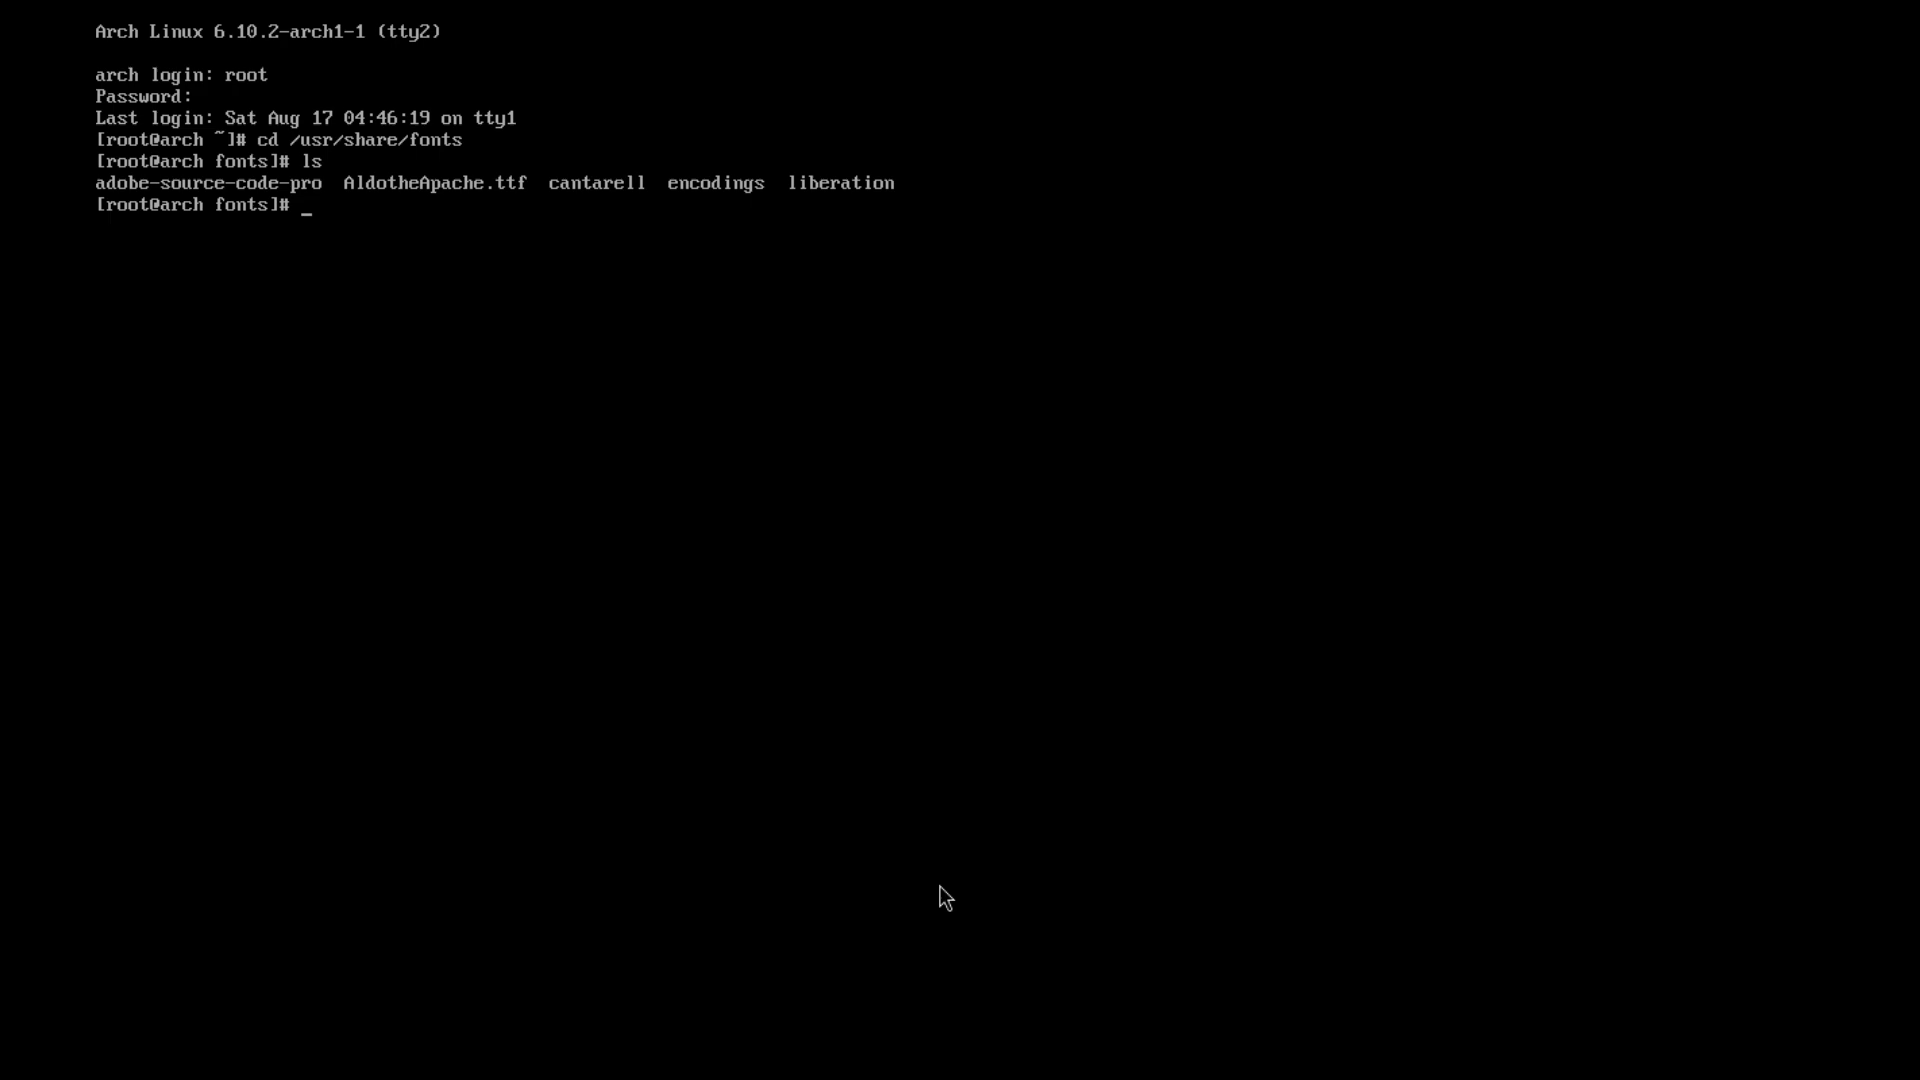 Arch Linux 6.10.2-arch1-1 (tty2)
arch login: root
Password:
Last login: Sat Aug 17 04:46:19 on tty1
[root@arch ~]# cd /usr/share/fonts
[root@arch fonts]# ls
adobe-source-code-pro  AldotheApache.ttf  cantarell  encodings  liberation
[root@arch fonts]# _